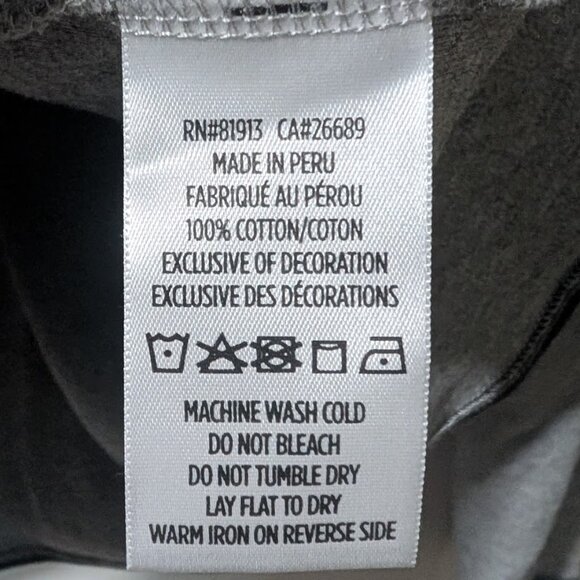 RN#81913 CA#26689
MADE IN PERU
FABRIQUÉ AU PÉROU
100% COTTON/COTON
EXCLUSIVE OF DECORATION
EXCLUSIVE DES DÉCORATIONS
MACHINE WASH COLD
DO NOT BLEACH
DO NOT TUMBLE DRY
LAY FLAT TO DRY
WARM IRON ON REVERSE SIDE